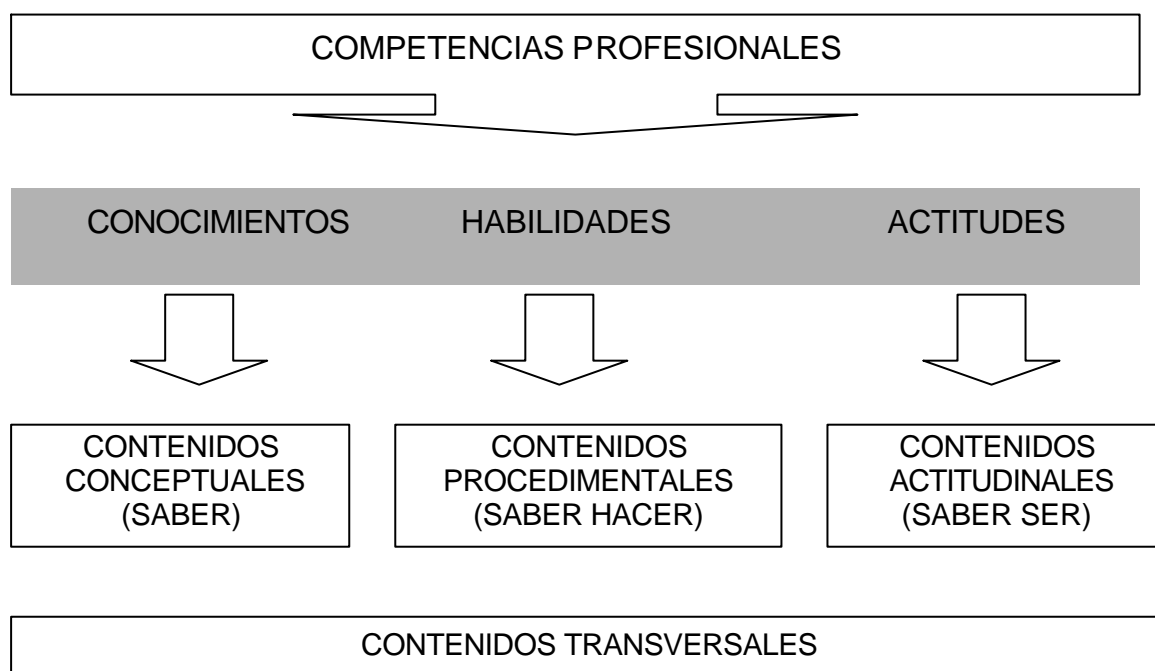 COMPETENCIAS PROFESIONALES
CONOCIMIENTOS HABILIDADES ACTITUDES
CONTENIDOS
CONCEPTUALES
(SABER)
CONTENIDOS
PROCEDIMENTALES
(SABER HACER)
CONTENIDOS
ACTITUDINALES
(SABER SER)
CONTENIDOS TRANSVERSALES